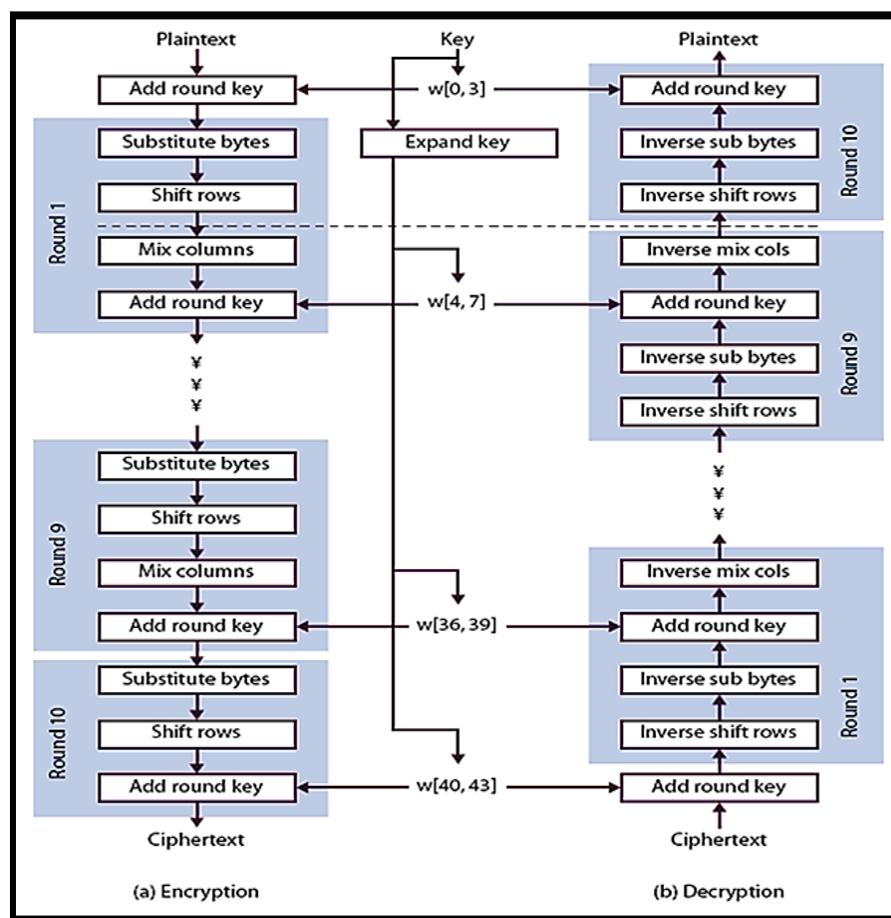 Plaintext
Add round key
Substitute bytes
Shift rows
Mix columns
Add round key
Round 1
¥
¥
¥
Substitute bytes
Shift rows
Mix columns
Add round key
Round 9
Substitute bytes
Shift rows
Add round key
Round 10
Ciphertext
(a) Encryption
Key
w[0, 3]
Expand key
w[4, 7]
w[36, 39]
w[40, 43]
Plaintext
Add round key
Inverse sub bytes
Inverse shift rows
Round 10
Inverse mix cols
Add round key
Inverse sub bytes
Inverse shift rows
Round 9
¥
¥
¥
Inverse mix cols
Add round key
Inverse sub bytes
Inverse shift rows
Round 1
Add round key
Ciphertext
(b) Decryption